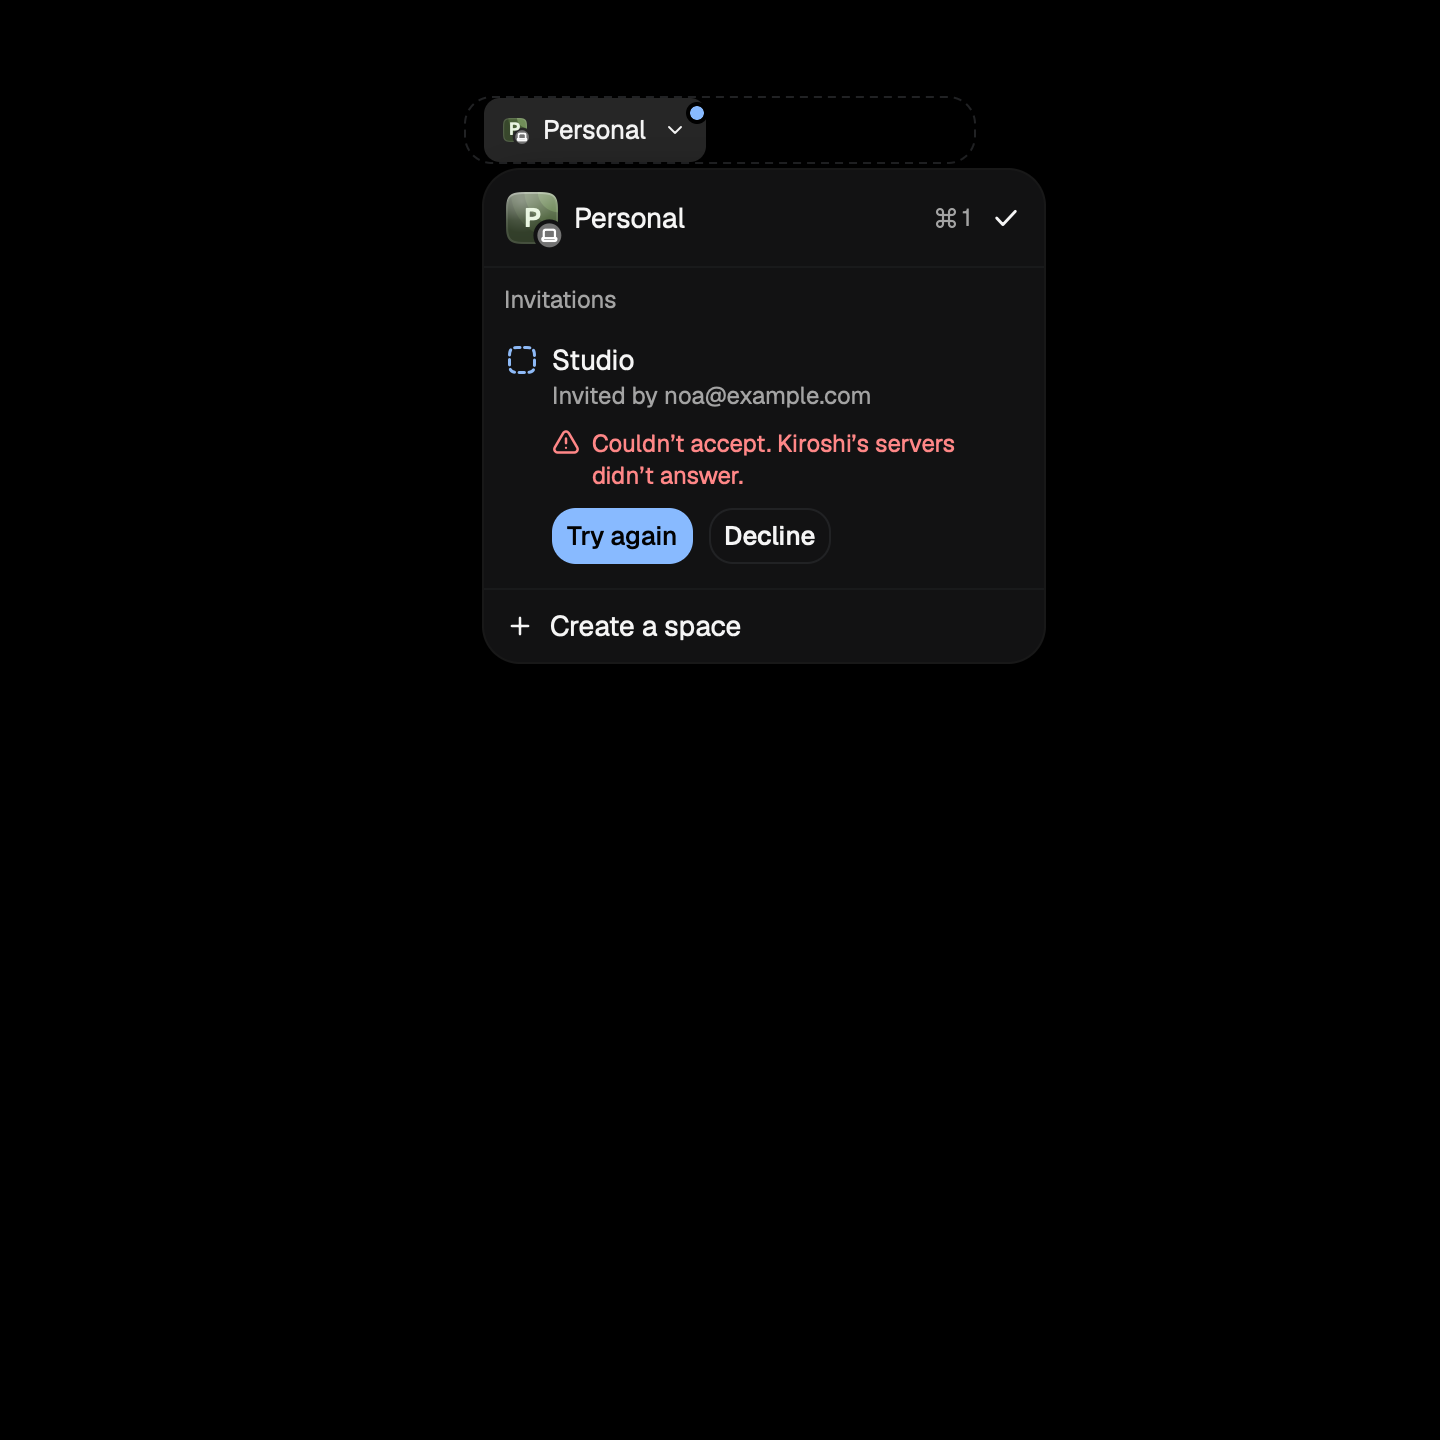 P Personal
P Personal ⌘1
Invitations
Studio
Invited by noa@example.com
Couldn’t accept. Kiroshi’s servers
didn’t answer.
Try again Decline
Create a space